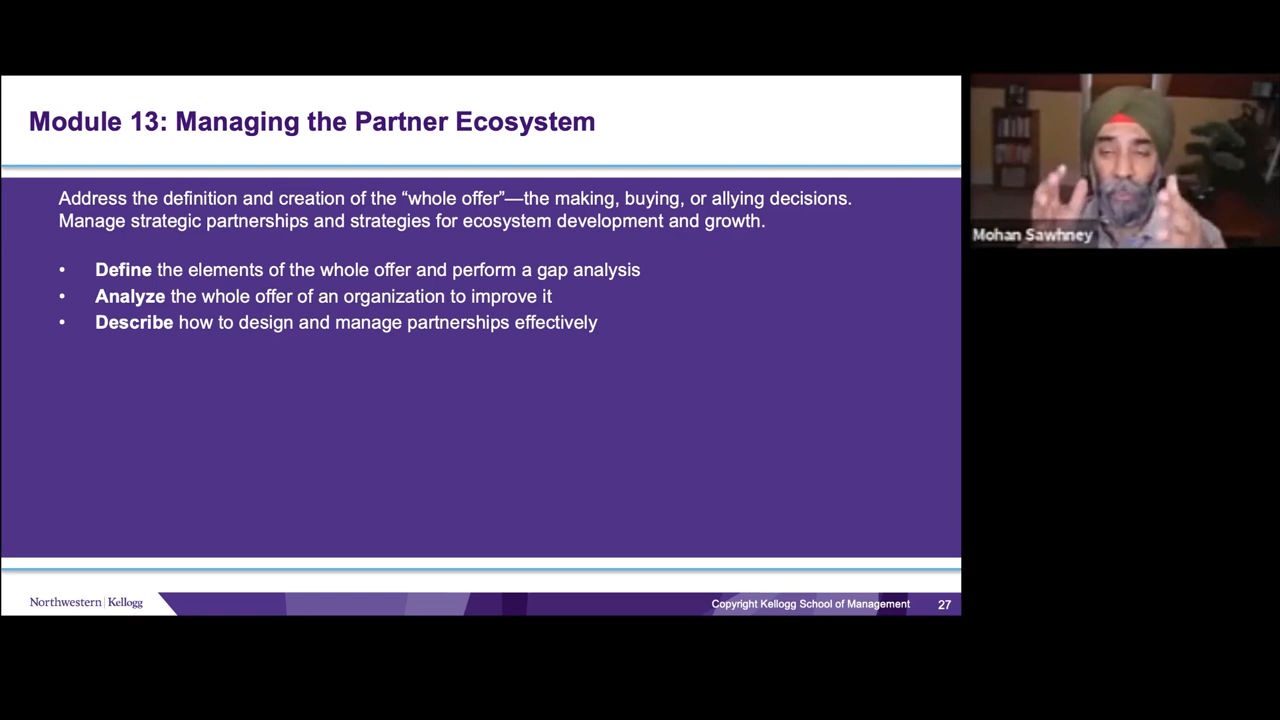 Module 13: Managing the Partner Ecosystem
Address the definition and creation of the “whole offer”—the making, buying, or allying decisions.
Manage strategic partnerships and strategies for ecosystem development and growth.
• Define the elements of the whole offer and perform a gap analysis
• Analyze the whole offer of an organization to improve it
• Describe how to design and manage partnerships effectively
Mohan Sawhney
Northwestern | Kellogg
Copyright Kellogg School of Management 27